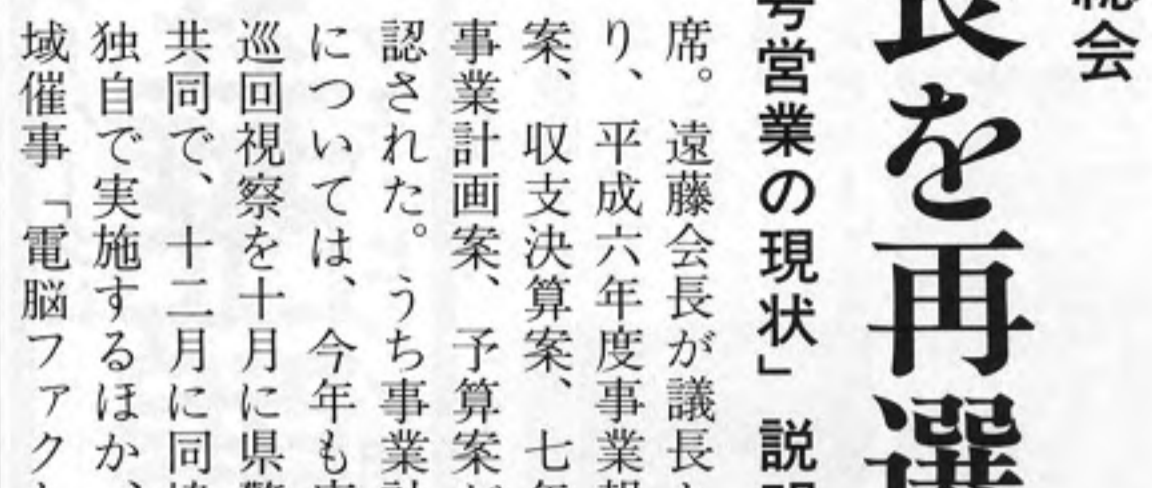 総会
長を再選
号営業の現状」説明
席。遠藤会長が議長
り、平成六年度事業報
案、収支決算案、七年
事業計画案、予算案に
認された。うち事業計
については、今年も
巡回視察を十月に県警
共同で、十二月に同
独自で実施するほか、
域催事「電脳ファク